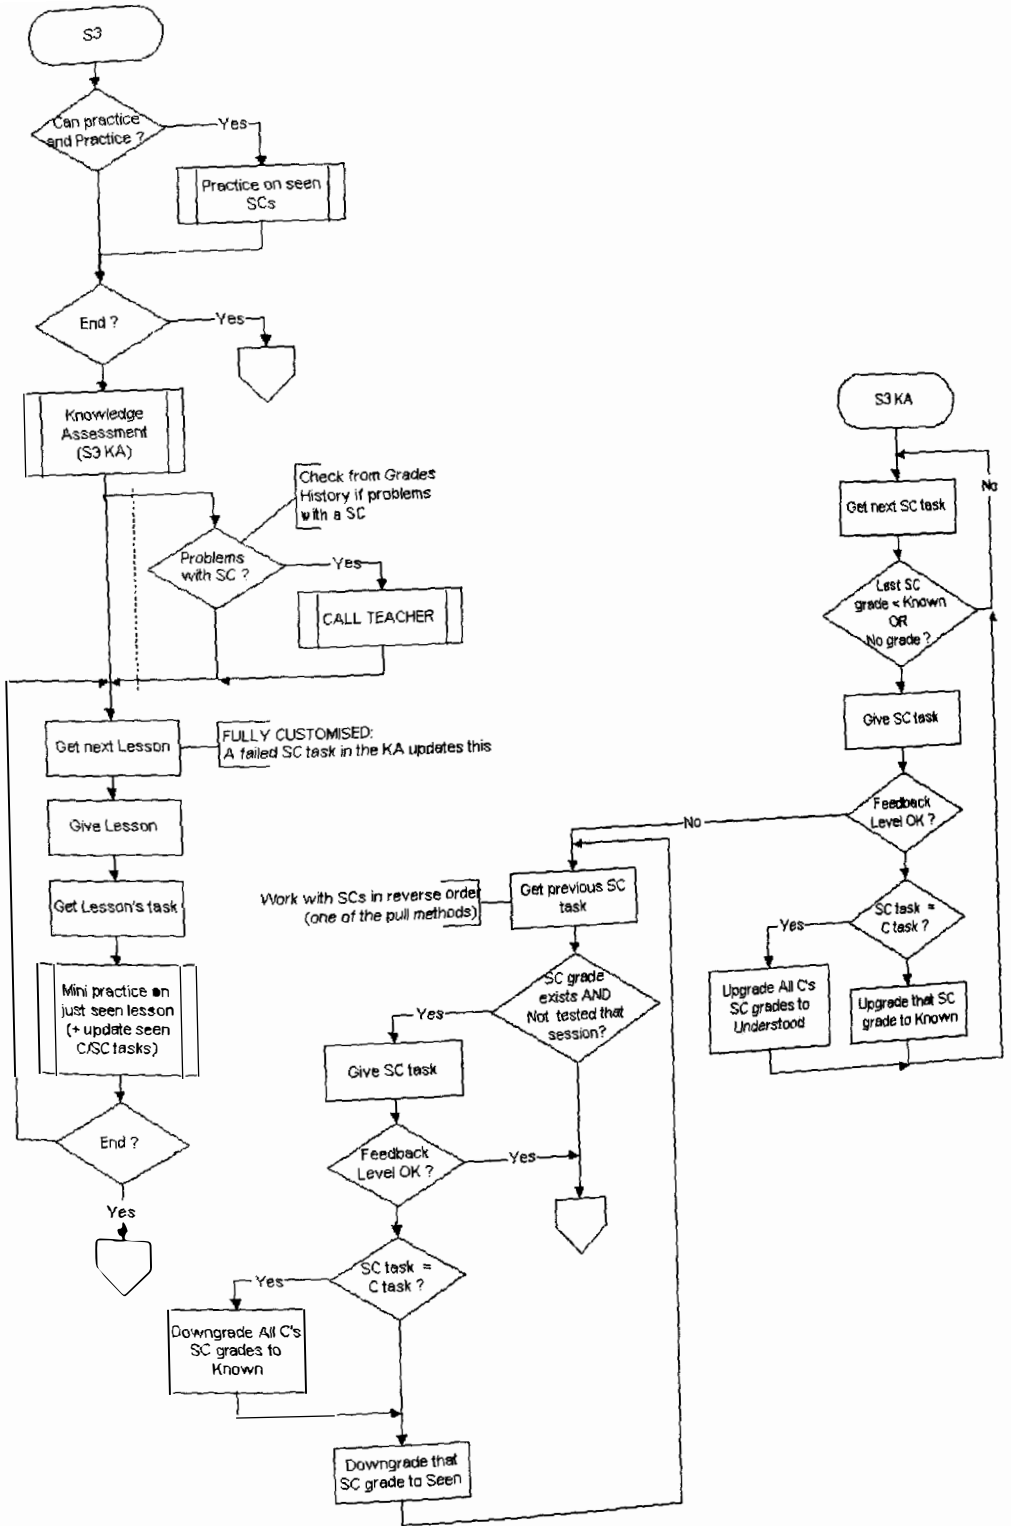 S3
Can practice
and Practice ?
Yes
Practice on seen
SCs
End ?
Yes
Knowledge
Assessment
(S3 KA)
Check from Grades
History if problems
with a SC
Problems
with SC ?
Yes
CALL TEACHER
Get next Lesson
FULLY CUSTOMISED:
A failed SC task in the KA updates this
Give Lesson
Get Lesson's task
Mini practice on
just seen lesson
(+ update seen
C/SC tasks)
End ?
Yes
S3 KA
No
Get next SC task
Last SC
grade < Known
OR
No grade ?
Give SC task
Feedback
Level OK ?
No
SC task =
C task ?
Yes
Upgrade All C's
SC grades to
Understood
Upgrade that SC
grade to Known
Work with SCs in reverse order
(one of the pull methods)
Get previous SC
task
SC grade
exists AND
Not tested that
session?
Yes
Give SC task
Feedback
Level OK ?
Yes
SC task =
C task ?
Yes
Downgrade All C's
SC grades to
Known
Downgrade that
SC grade to Seen